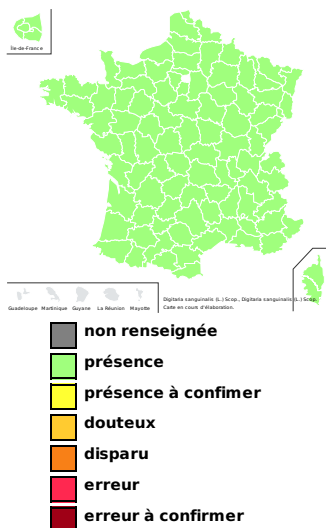 Île-de-France
Guadeloupe Martinique Guyane La Réunion Mayotte
Digitaria sanguinalis (L.) Scop., Digitaria sanguinalis (L.) Scop.
Carte en cours d'élaboration.
non renseignée
présence
présence à confimer
douteux
disparu
erreur
erreur à confirmer